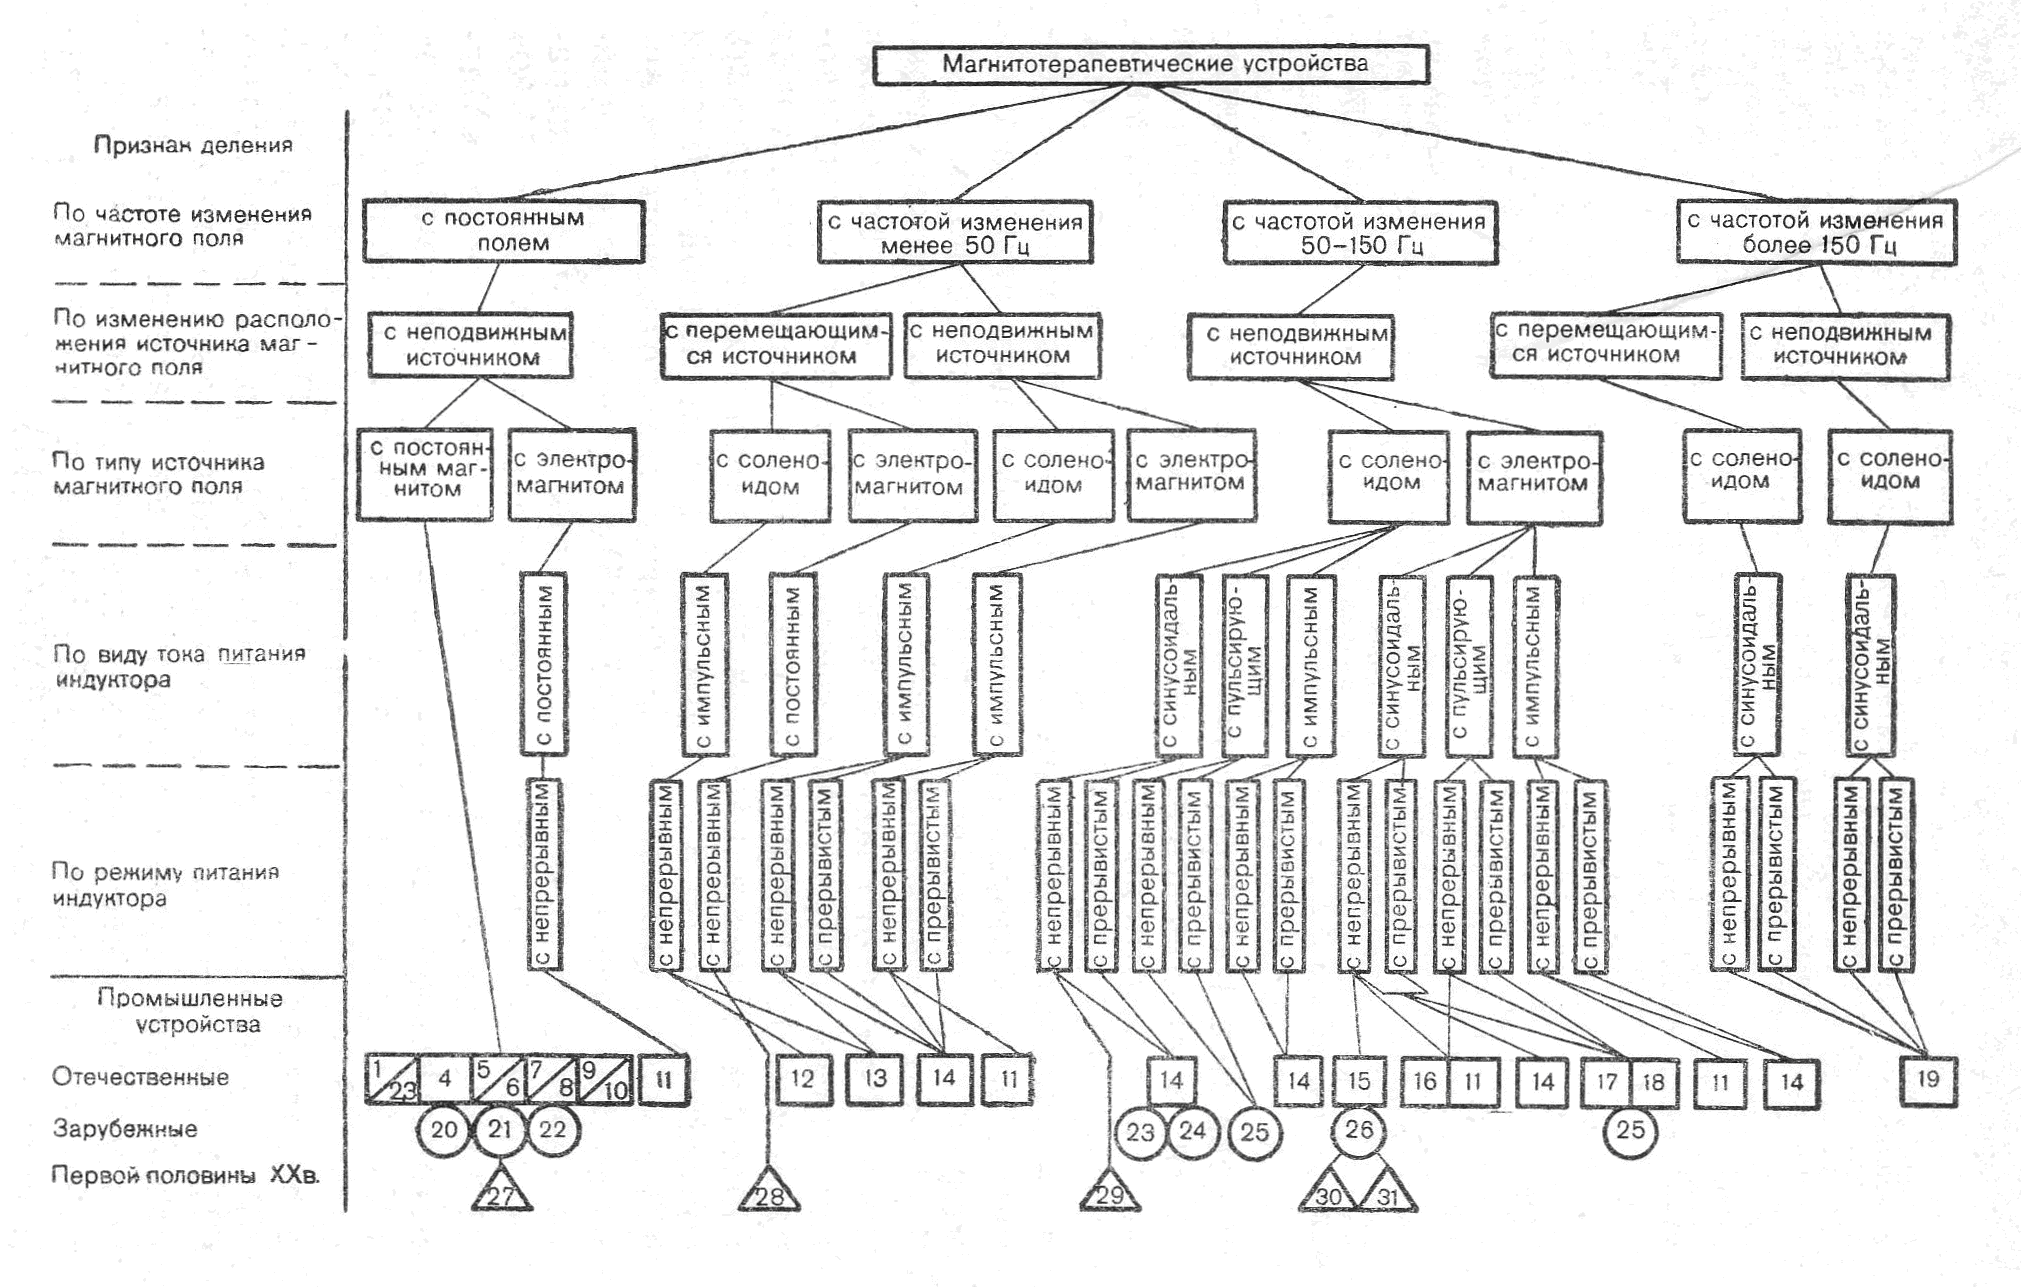 Магнитотерапевтические устройства
Признак деления
По частоте изменения
магнитного поля
с постоянным
полем
с частотой изменения
менее 50 Гц
с частотой изменения
50–150 Гц
с частотой изменения
более 150 Гц
По изменению располо-
жения источника маг-
нитного поля
с неподвижным
источником
с перемещающим-
ся источником
с неподвижным
источником
с неподвижным
источником
с перемещающим-
ся источником
с неподвижным
источником
По типу источника
магнитного поля
с постоян-
ным маг-
нитом
с электро-
магнитом
с солено-
идом
с электро-
магнитом
с солено-
идом
с электро-
магнитом
с солено-
идом
с электро-
магнитом
с солено-
идом
с солено-
идом
По виду тока питания
индуктора
с постоянным
с импульсным
с постоянным
с импульсным
с импульсным
с синусоидаль-
ным
с пульсирую-
щим
с импульсным
с синусоидаль-
ным
с пульсирую-
щим
с импульсным
с синусоидаль-
ным
с синусоидаль-
ным
По режиму питания
индуктора
с непрерывным
с непрерывным
с непрерывным
с непрерывным
с прерывистым
с непрерывным
с прерывистым
с непрерывным
с прерывистым
с непрерывным
с прерывистым
с непрерывным
с прерывистым
с непрерывным
с прерывистым
с непрерывным
с прерывистым
с непрерывным
с прерывистым
с непрерывным
с прерывистым
с непрерывным
с прерывистым
Промышленные
устройства
Отечественные
1
23
4
5
6
7
8
9
10
11
12
13
14
11
14
14
15
16
11
14
17
18
11
14
19
Зарубежные
20
21
22
23
24
25
26
25
Первой половины XXв.
27
28
29
30
31